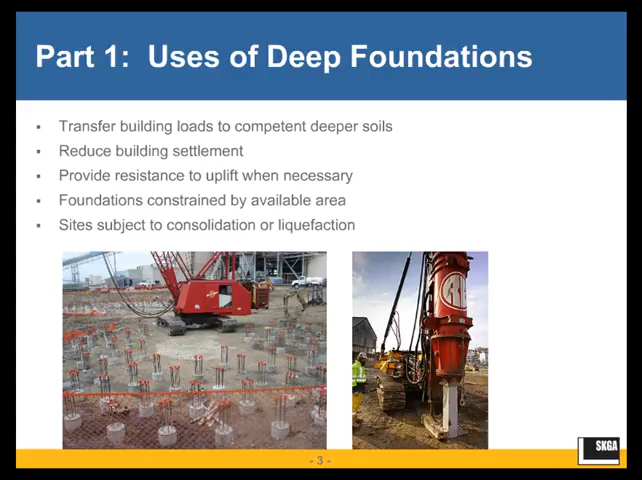 Part 1: Uses of Deep Foundations
▪ Transfer building loads to competent deeper soils
▪ Reduce building settlement
▪ Provide resistance to uplift when necessary
▪ Foundations constrained by available area
▪ Sites subject to consolidation or liquefaction
SKGA
- 3 -